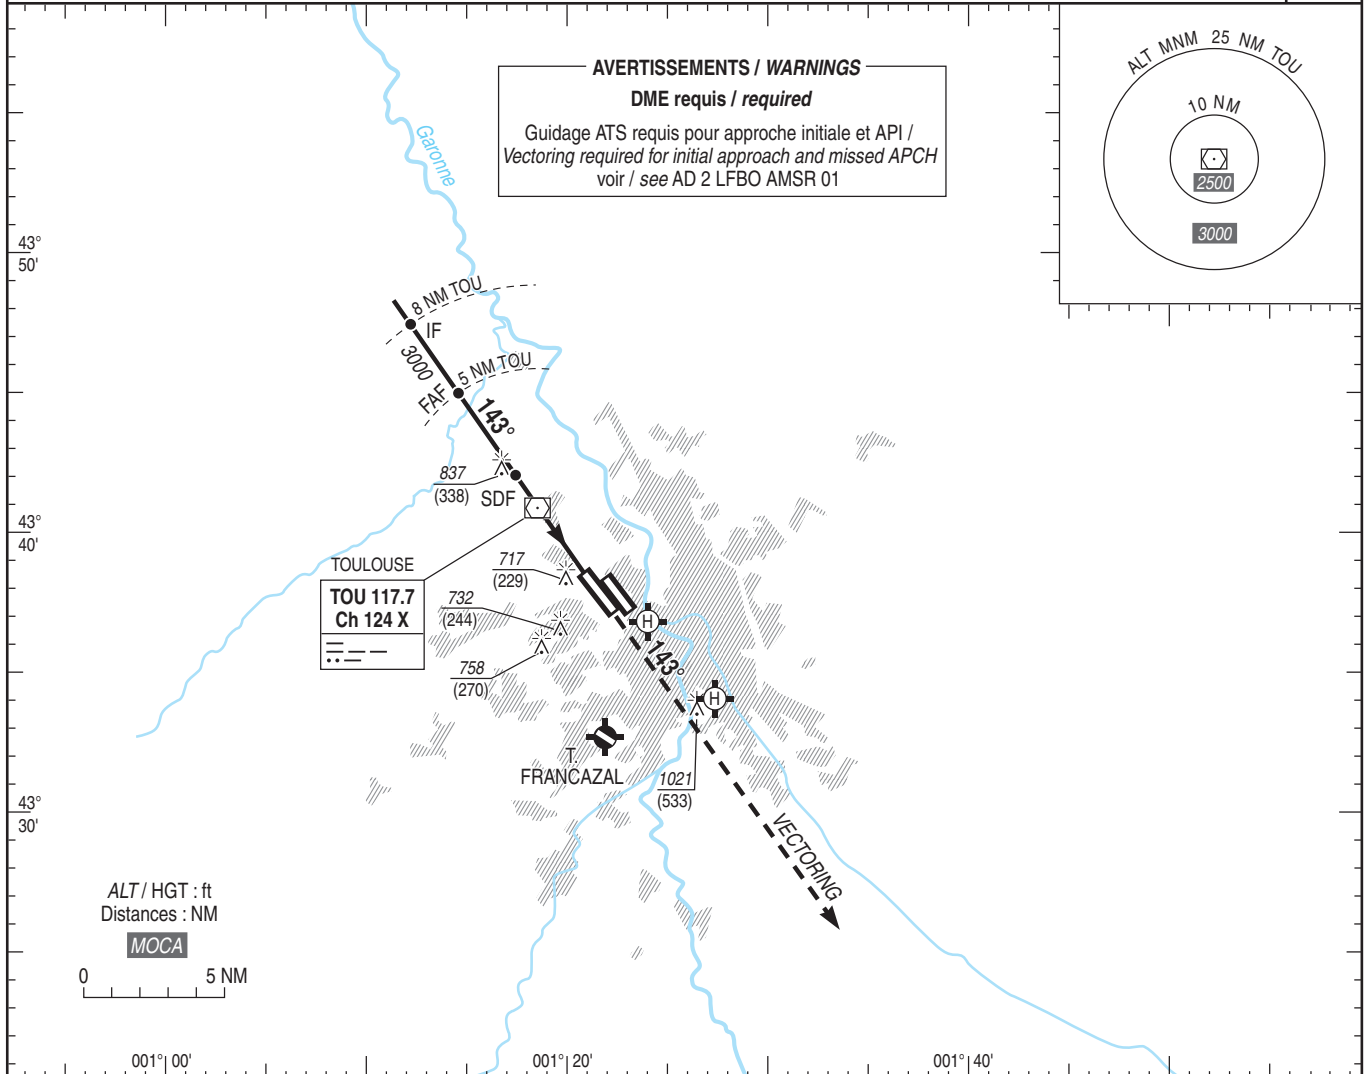 AVERTISSEMENTS / WARNINGS
DME requis / required
Guidage ATS requis pour approche initiale et API /
Vectoring required for initial approach and missed APCH
voir / see AD 2 LFBO AMSR 01
ALT MNM 25 NM TOU
10 NM
2500
3000
Garonne
43°
50'
8 NM TOU
IF
3000
5 NM TOU
FAF
143°
837
(338)
SDF
43°
40'
TOULOUSE
TOU 117.7
Ch 124 X
717
(229)
732
(244)
758
(270)
H
143°
H
T.
FRANCAZAL
1021
(533)
43°
30'
VECTORING
ALT / HGT : ft
Distances : NM
MOCA
0 5 NM
001° 00' 001° 20' 001° 40'